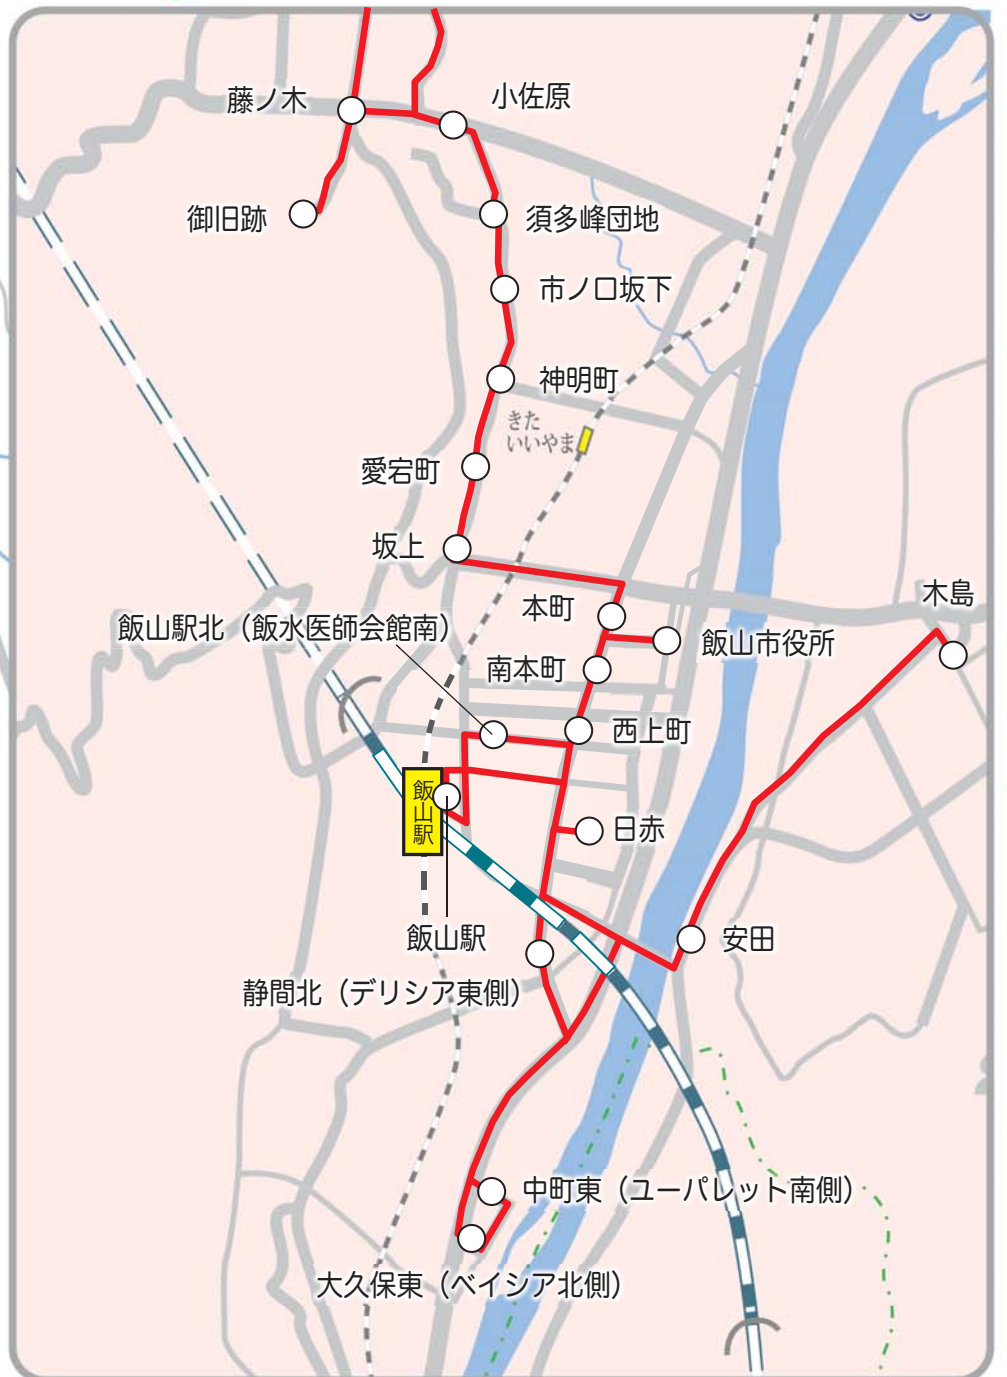 藤ノ木
小佐原
御旧跡
須多峰団地
市ノ口坂下
神明町
きた
いいやま
愛宕町
坂上
本町
木島
飯山駅北（飯水医師会館南）
飯山市役所
南本町
西上町
飯山駅
日赤
飯山駅
安田
静間北（デリシア東側）
中町東（ユーパレット南側）
大久保東（ベイシア北側）